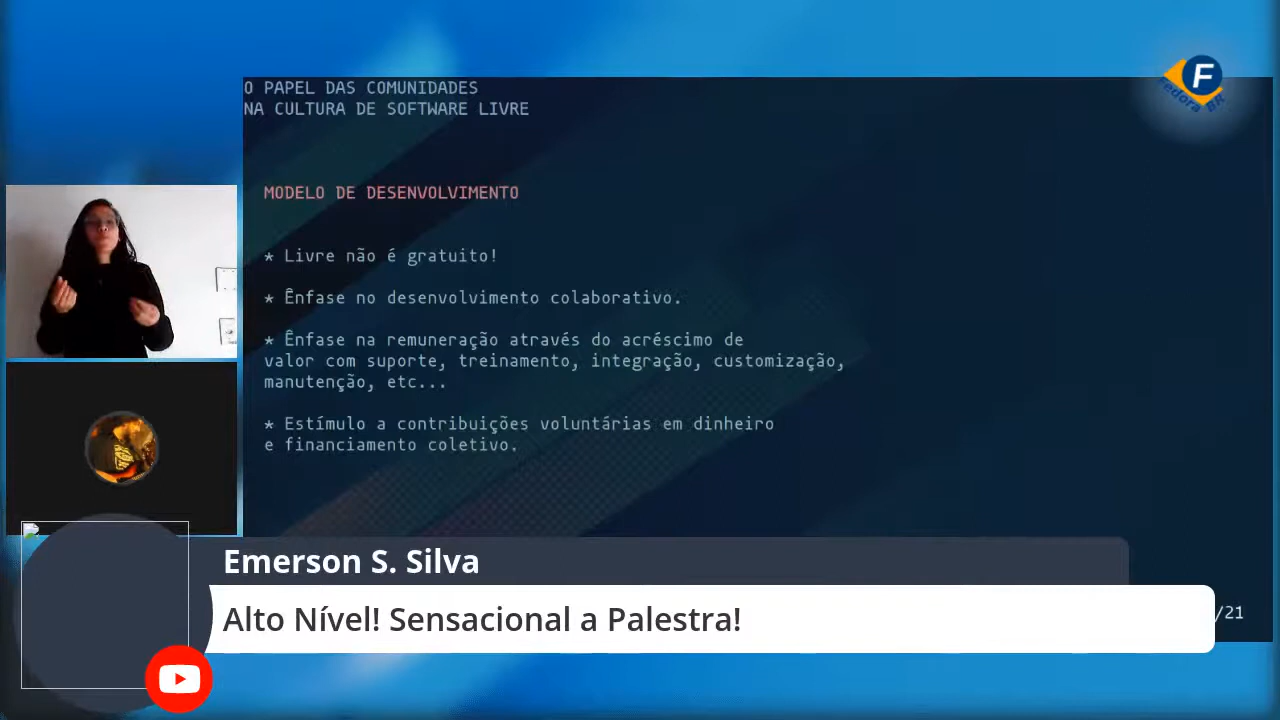 O PAPEL DAS COMUNIDADES
NA CULTURA DE SOFTWARE LIVRE
F
Fedora BR
MODELO DE DESENVOLVIMENTO
* Livre não é gratuito!
* Ênfase no desenvolvimento colaborativo.
* Ênfase na remuneração através do acréscimo de
valor com suporte, treinamento, integração, customização,
manutenção, etc...
* Estímulo a contribuições voluntárias em dinheiro
e financiamento coletivo.
Emerson S. Silva
Alto Nível! Sensacional a Palestra!
/21